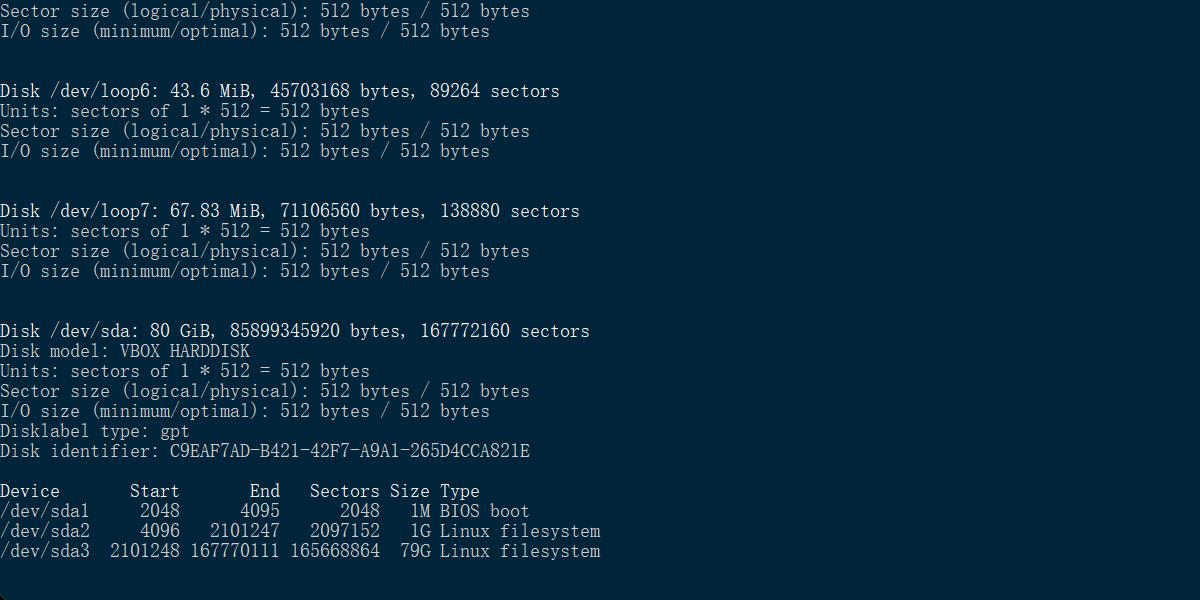 Sector size (logical/physical): 512 bytes / 512 bytes
I/O size (minimum/optimal): 512 bytes / 512 bytes
Disk /dev/loop6: 43.6 MiB, 45703168 bytes, 89264 sectors
Units: sectors of 1 * 512 = 512 bytes
Sector size (logical/physical): 512 bytes / 512 bytes
I/O size (minimum/optimal): 512 bytes / 512 bytes
Disk /dev/loop7: 67.83 MiB, 71106560 bytes, 138880 sectors
Units: sectors of 1 * 512 = 512 bytes
Sector size (logical/physical): 512 bytes / 512 bytes
I/O size (minimum/optimal): 512 bytes / 512 bytes
Disk /dev/sda: 80 GiB, 85899345920 bytes, 167772160 sectors
Disk model: VBOX HARDDISK
Units: sectors of 1 * 512 = 512 bytes
Sector size (logical/physical): 512 bytes / 512 bytes
I/O size (minimum/optimal): 512 bytes / 512 bytes
Disklabel type: gpt
Disk identifier: C9EAF7AD-B421-42F7-A9A1-265D4CCA821E
Device Start End Sectors Size Type
/dev/sda1 2048 4095 2048 1M BIOS boot
/dev/sda2 4096 2101247 2097152 1G Linux filesystem
/dev/sda3 2101248 167770111 165668864 79G Linux filesystem